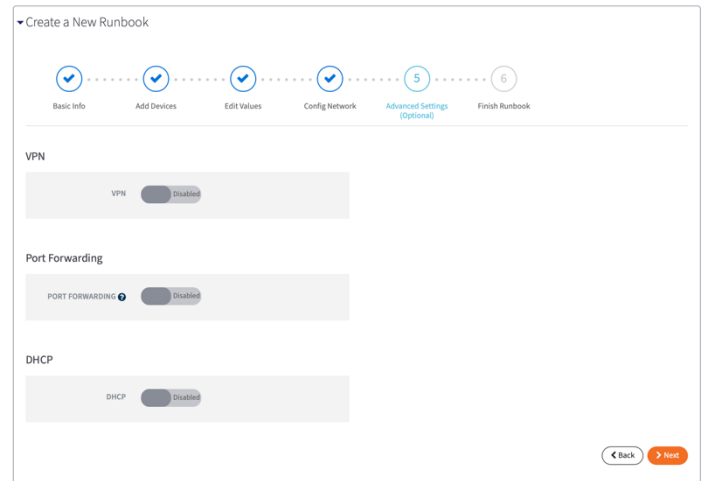 Create a New Runbook
5
6
Basic Info
Add Devices
Edit Values
Config Network
Advanced Settings
(Optional)
Finish Runbook
VPN
VPN Disabled
Port Forwarding
PORT FORWARDING ? Disabled
DHCP
DHCP Disabled
Back
Next